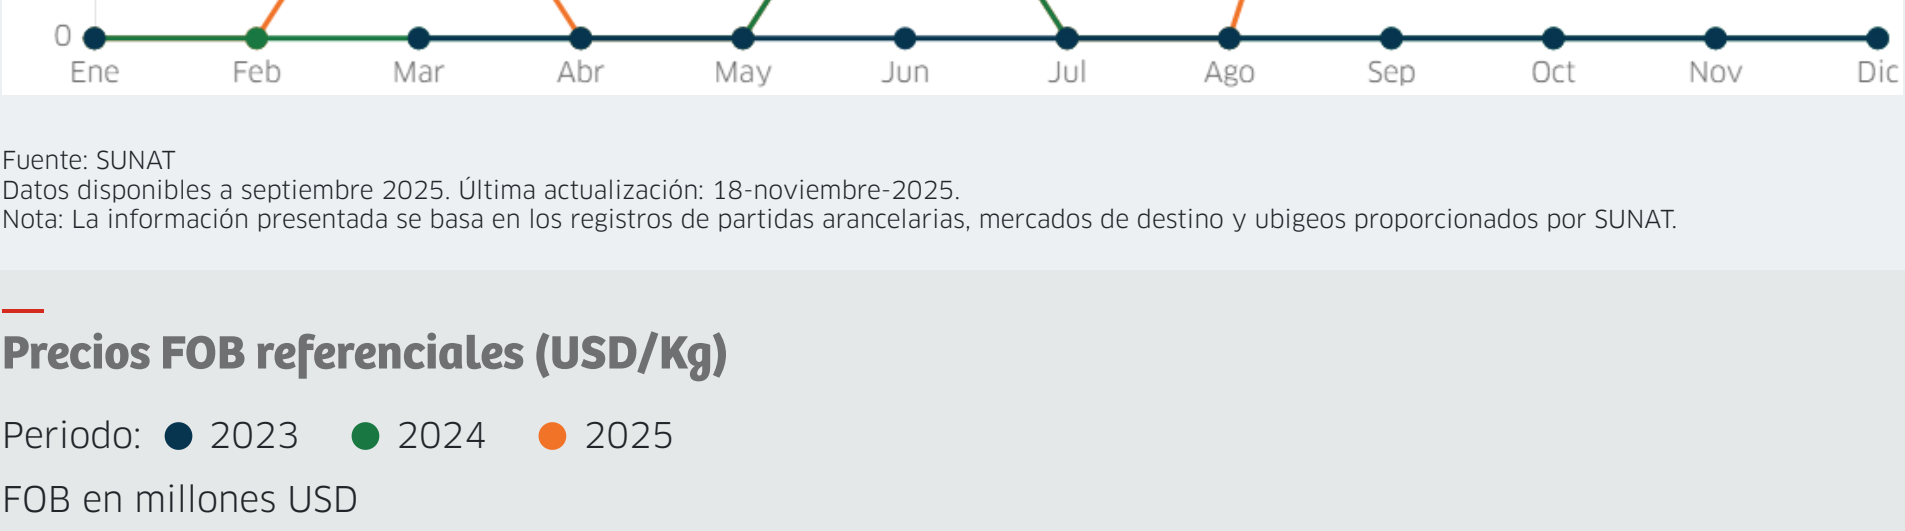 0
Ene Feb Mar Abr May Jun Jul Ago Sep Oct Nov Dic
Fuente: SUNAT
Datos disponibles a septiembre 2025. Última actualización: 18-noviembre-2025.
Nota: La información presentada se basa en los registros de partidas arancelarias, mercados de destino y ubigeos proporcionados por SUNAT.
Precios FOB referenciales (USD/Kg)
Periodo: 2023 2024 2025
FOB en millones USD